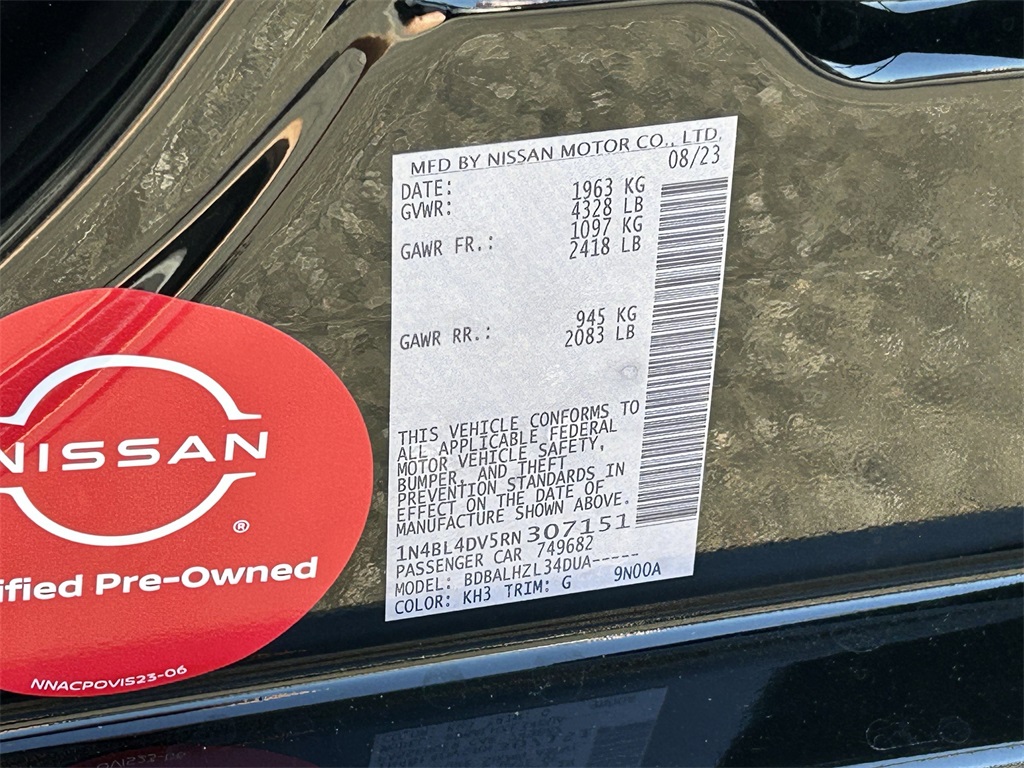 MFD BY NISSAN MOTOR CO., LTD.
DATE: 08/23
GVWR: 1963 KG
4328 LB
GAWR FR.: 1097 KG
2418 LB
GAWR RR.: 945 KG
2083 LB
THIS VEHICLE CONFORMS TO
ALL APPLICABLE FEDERAL
MOTOR VEHICLE SAFETY,
BUMPER, AND THEFT
PREVENTION STANDARDS IN
EFFECT ON THE DATE OF
MANUFACTURE SHOWN ABOVE.
1N4BL4DV5RN307151
PASSENGER CAR 749682
MODEL: BDBALHZL34DUA-----
COLOR: KH3 TRIM: G 9N00A
NISSAN
®
ified Pre-Owned
NNACPOVIS23-06